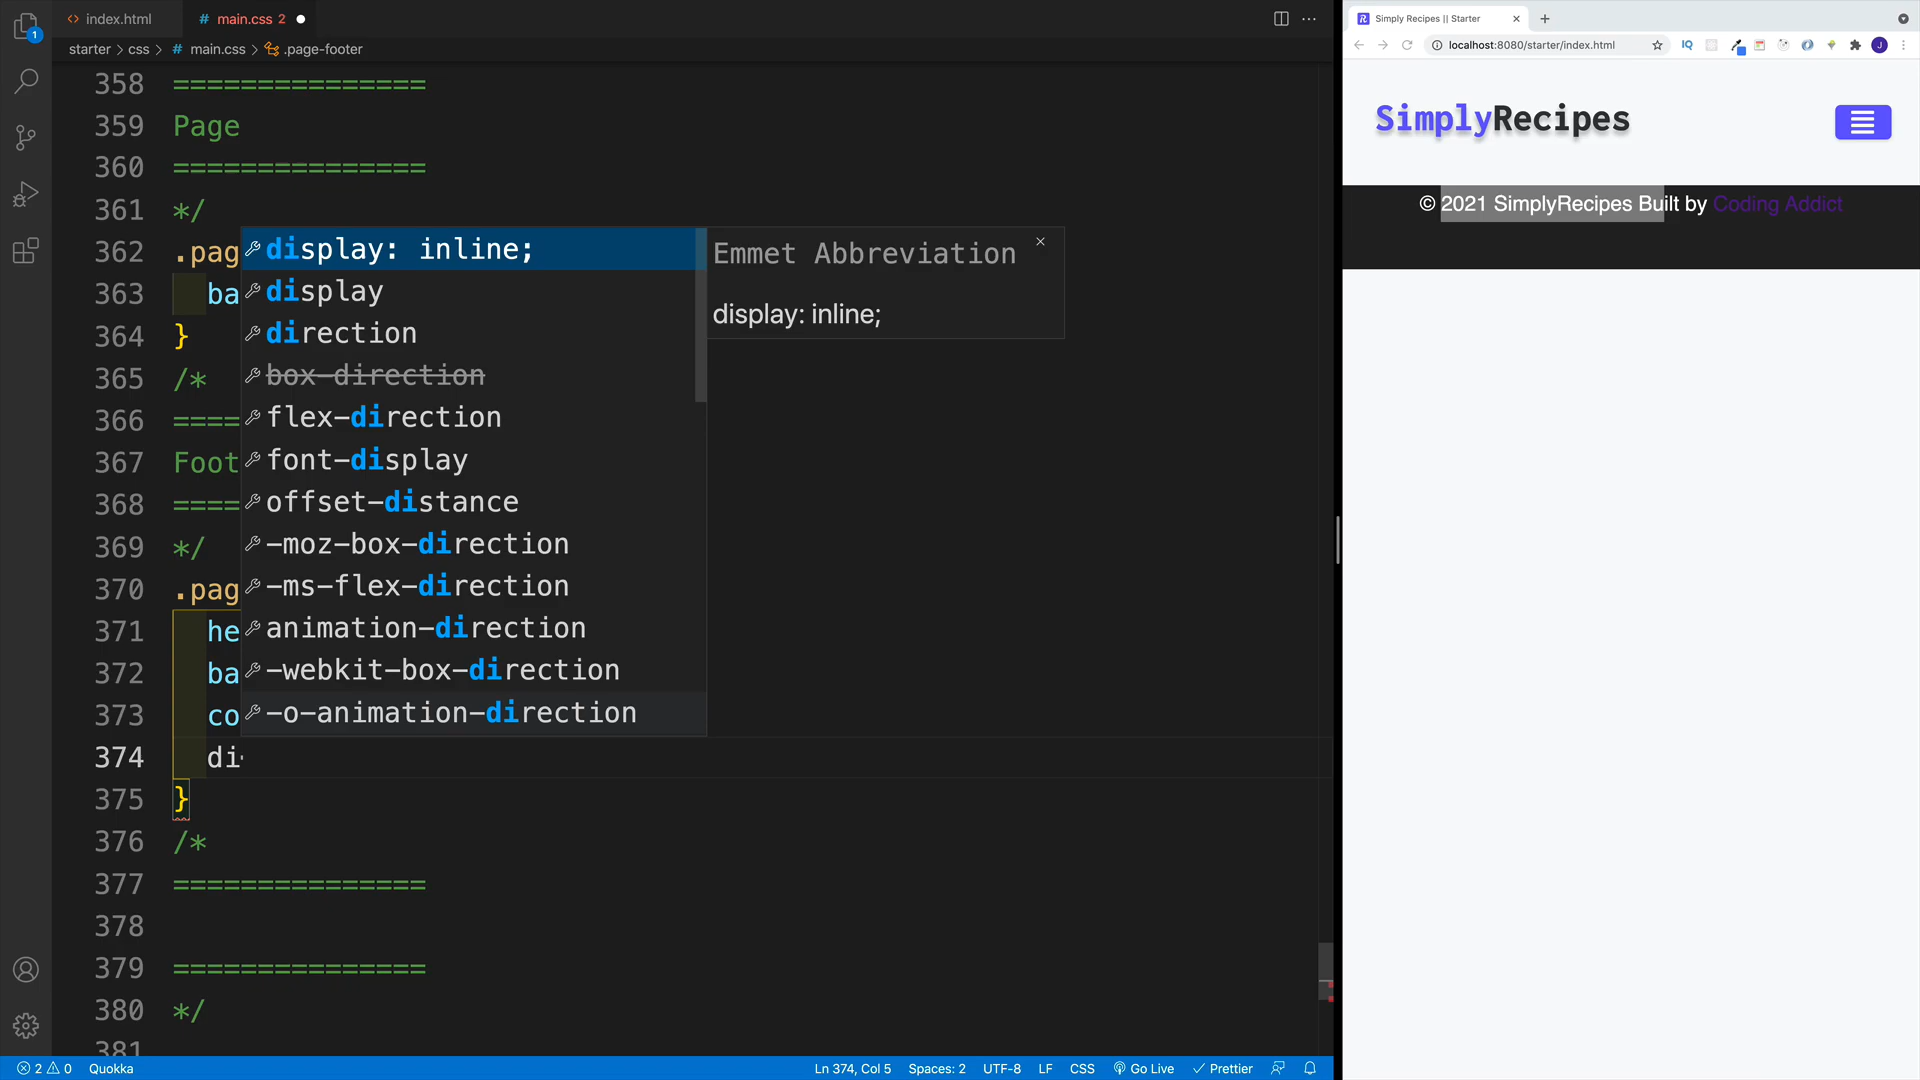 index.html
# main.css 2
starter > css > # main.css > .page-footer
358 ===============
359 Page
360 ===============
361 */
362 .pag
363 ba
364 }
365 /*
366 ====
367 Foot
368 ====
369 */
370 .pag
371 he
372 ba
373 co
374 di
375 }
376 /*
377 ===============
378
379 ===============
380 */
381
display: inline;
display
direction
box-direction
flex-direction
font-display
offset-distance
-moz-box-direction
-ms-flex-direction
animation-direction
-webkit-box-direction
-o-animation-direction
Emmet Abbreviation
display: inline;
1
2 0 Quokka
Ln 374, Col 5 Spaces: 2 UTF-8 LF CSS Go Live Prettier
Simply Recipes || Starter
localhost:8080/starter/index.html
IQ
J
SimplyRecipes
© 2021 SimplyRecipes Built by Coding Addict